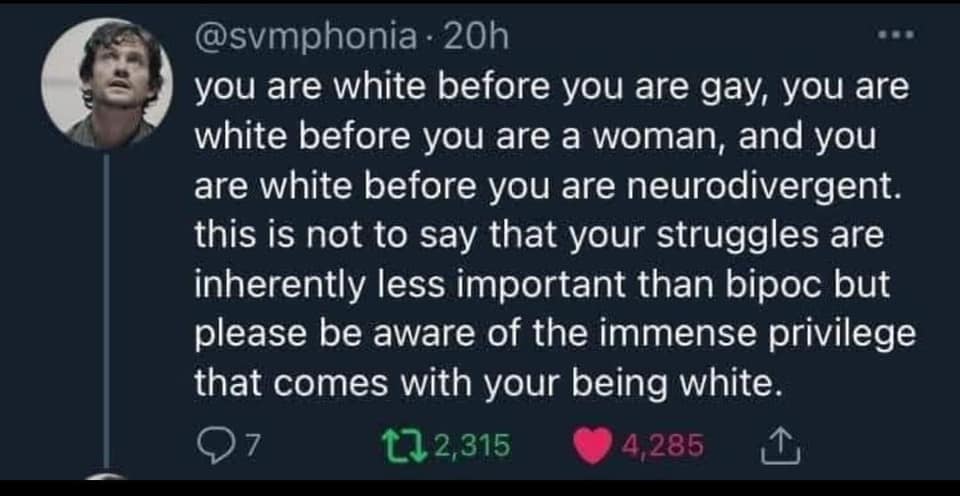 @svmphonia · 20h
you are white before you are gay, you are
white before you are a woman, and you
are white before you are neurodivergent.
this is not to say that your struggles are
inherently less important than bipoc but
please be aware of the immense privilege
that comes with your being white.
7 2,315 4,285